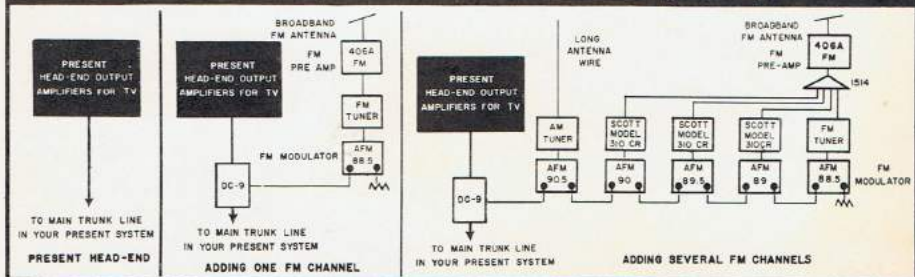 PRESENT
HEAD-END OUTPUT
AMPLIFIERS FOR TV
TO MAIN TRUNK LINE
IN YOUR PRESENT SYSTEM
PRESENT HEAD-END
BROADBAND
FM ANTENNA
FM
PRE AMP
406A
FM
PRESENT
HEAD-END OUTPUT
AMPLIFIERS FOR TV
FM
TUNER
FM MODULATOR
AFM
88.5
DC-9
TO MAIN TRUNK LINE
IN YOUR PRESENT SYSTEM
ADDING ONE FM CHANNEL
LONG
ANTENNA
WIRE
BROADBAND
FM ANTENNA
FM
PRE-AMP
406A
FM
1514
PRESENT
HEAD-END OUTPUT
AMPLIFIERS FOR TV
AM
TUNER
SCOTT
MODEL
310 CR
SCOTT
MODEL
310 CR
SCOTT
MODEL
310CR
FM
TUNER
AFM
90.5
AFM
90
AFM
89.5
AFM
89
AFM
88.5
FM
MODULATOR
DC-9
TO MAIN TRUNK LINE
IN YOUR PRESENT SYSTEM
ADDING SEVERAL FM CHANNELS